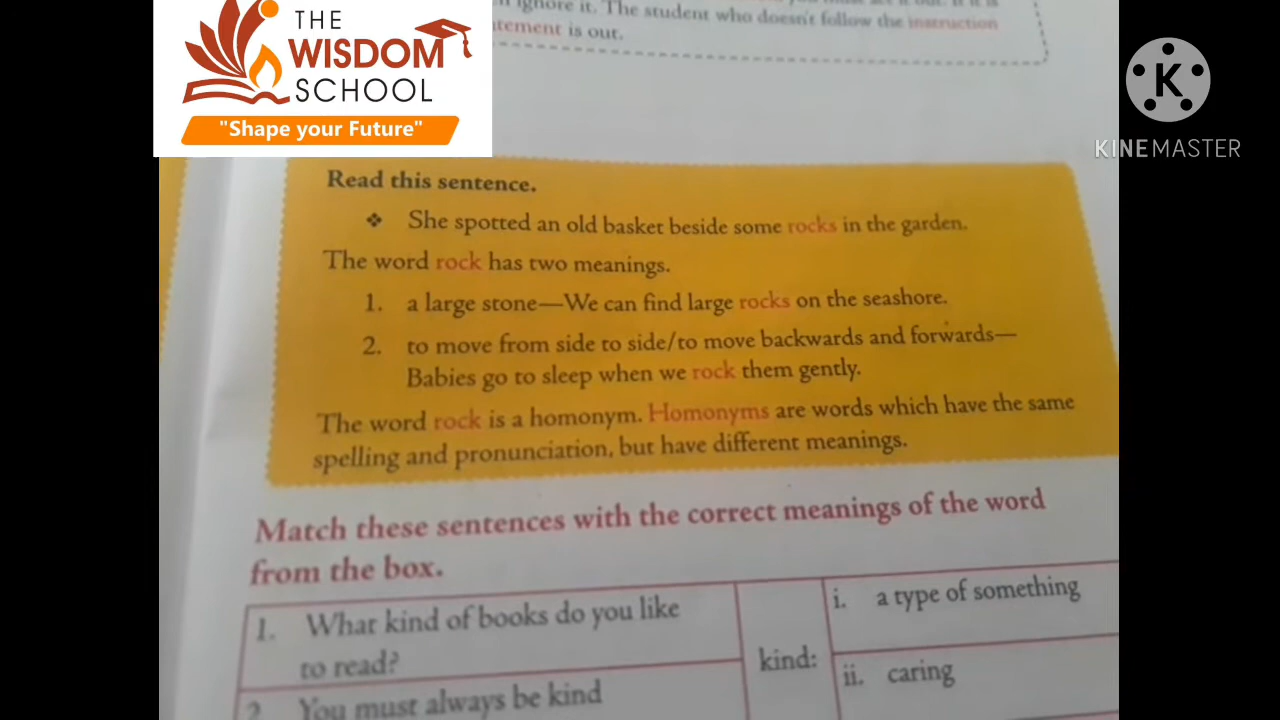 ignore it. The student who doesn't follow the instruction
is out.
THE
WISDOM
SCHOOL
"Shape your Future"
KINEMASTER
Read this sentence.
❖ She spotted an old basket beside some rocks in the garden.
The word rock has two meanings.
1. a large stone—We can find large rocks on the seashore.
2. to move from side to side/to move backwards and forwards—
Babies go to sleep when we rock them gently.
The word rock is a homonym. Homonyms are words which have the same
spelling and pronunciation, but have different meanings.
Match these sentences with the correct meanings of the word
from the box.
1. What kind of books do you like
to read?
2. You must always be kind
kind:
i. a type of something
ii. caring